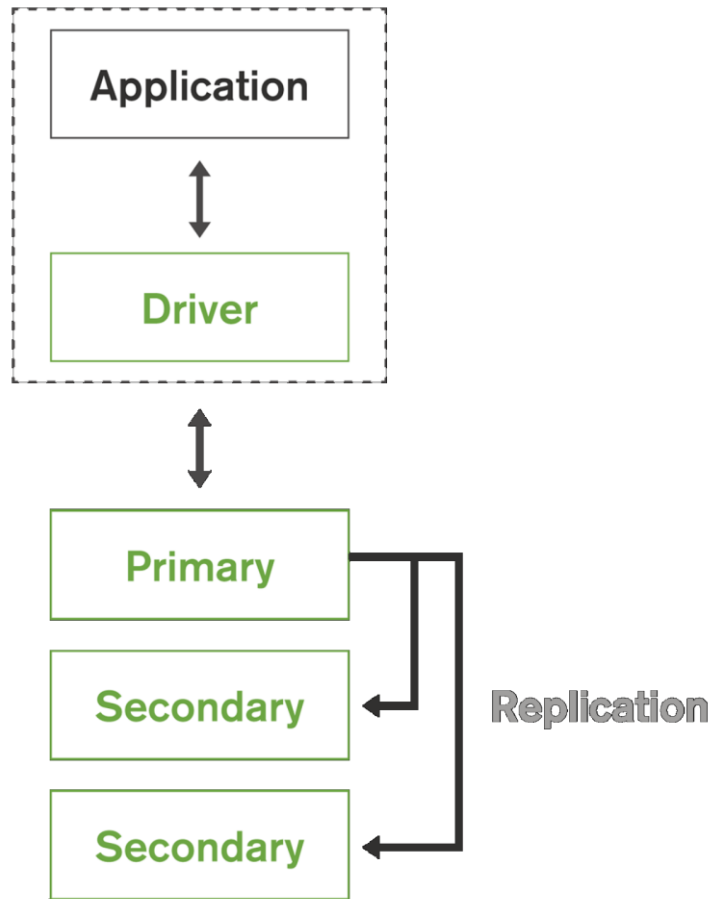 Application
Driver
Primary
Secondary
Replication
Secondary